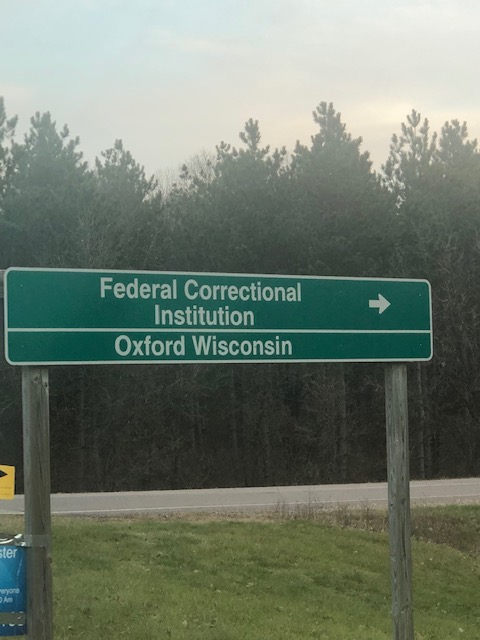 Federal Correctional
Institution
Oxford Wisconsin